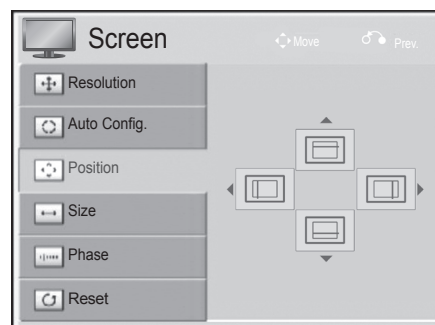 Screen
Move
Prev.
Resolution
Auto Config.
Position
Size
Phase
Reset